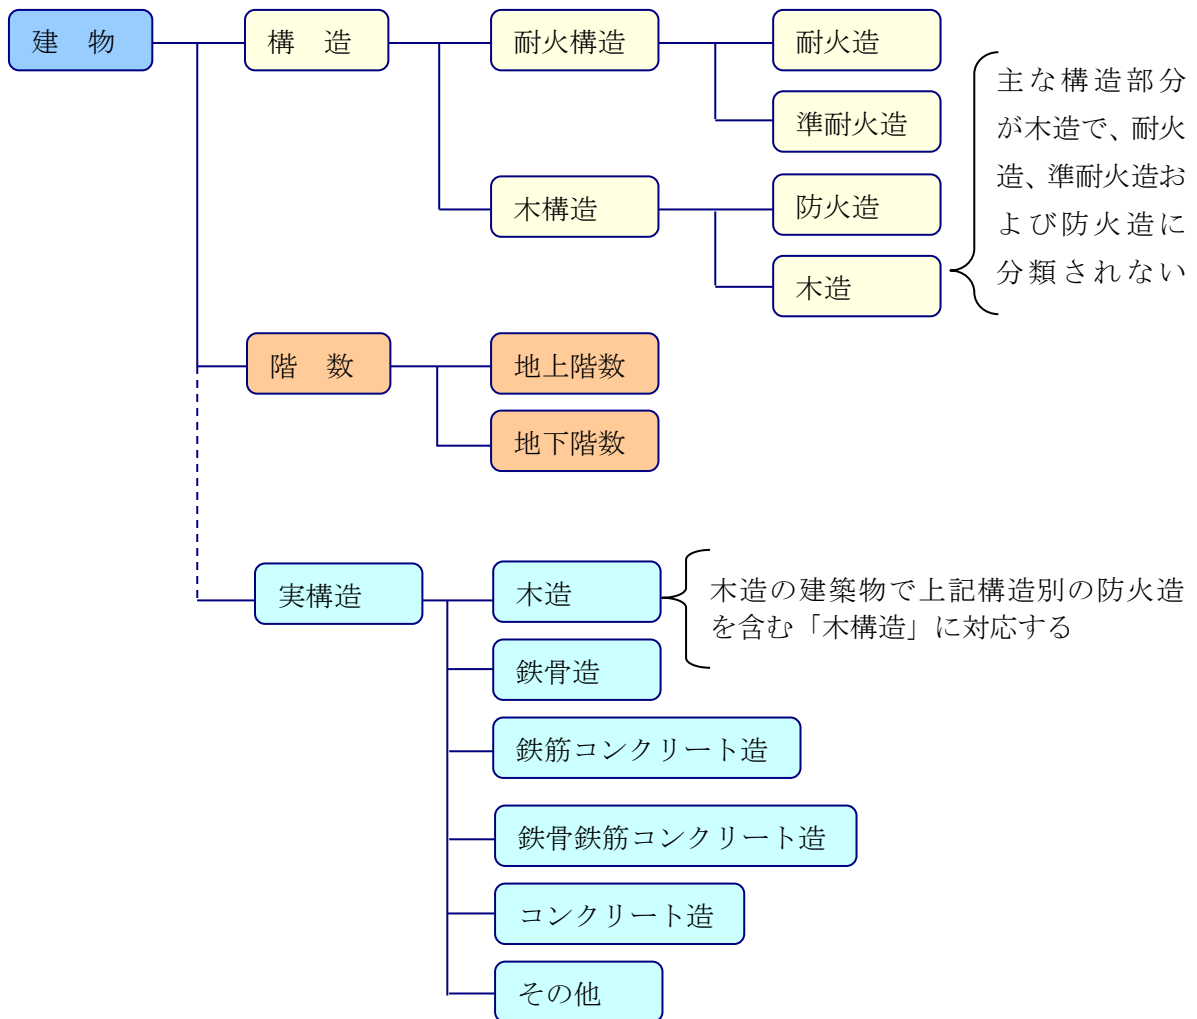 建　物
構　造
耐火構造
耐火造
準耐火造
木構造
防火造
木造
主な構造部分
が木造で、耐火
造、準耐火造お
よび防火造に
分類されない
階　数
地上階数
地下階数
実構造
木造
木造の建築物で上記構造別の防火造
を含む「木構造」に対応する
鉄骨造
鉄筋コンクリート造
鉄骨鉄筋コンクリート造
コンクリート造
その他